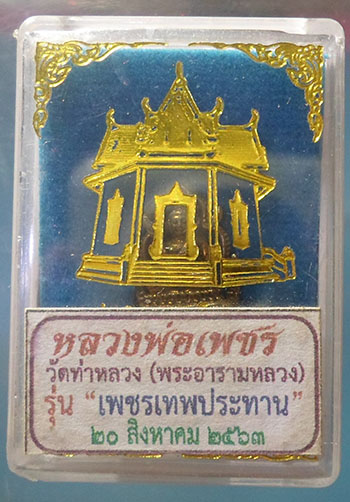 หลวงพ่อเพชร
วัดท่าหลวง (พระอารามหลวง)
รุ่น "เพชรเทพประทาน"
๒๐ สิงหาคม ๒๕๖๓